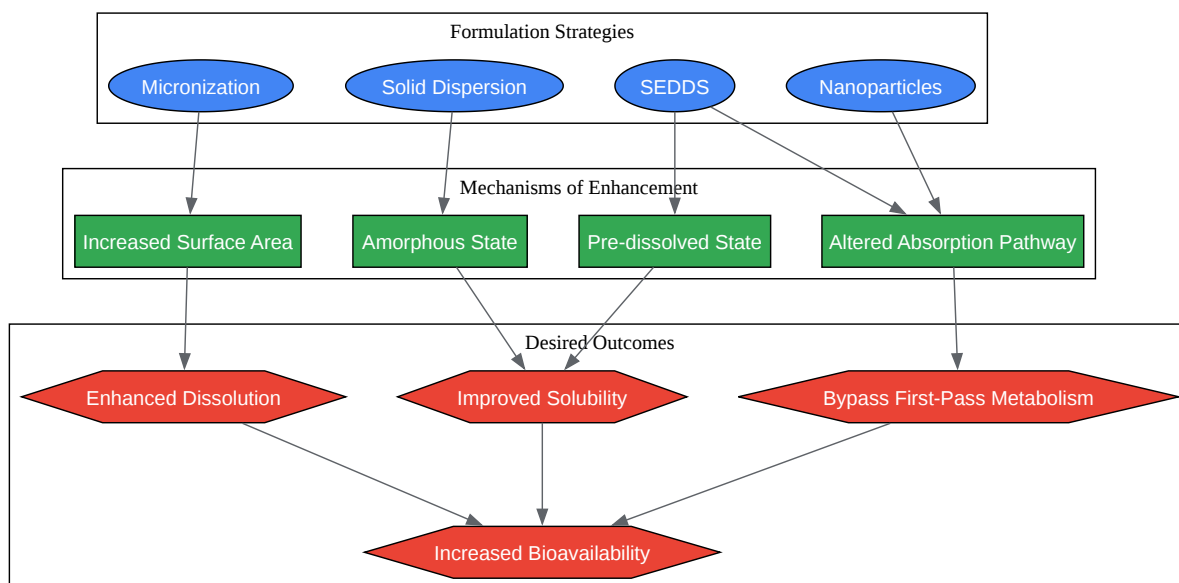 Formulation Strategies
Micronization
Solid Dispersion
SEDDS
Nanoparticles
Mechanisms of Enhancement
Increased Surface Area
Amorphous State
Pre-dissolved State
Altered Absorption Pathway
Desired Outcomes
Enhanced Dissolution
Improved Solubility
Bypass First-Pass Metabolism
Increased Bioavailability